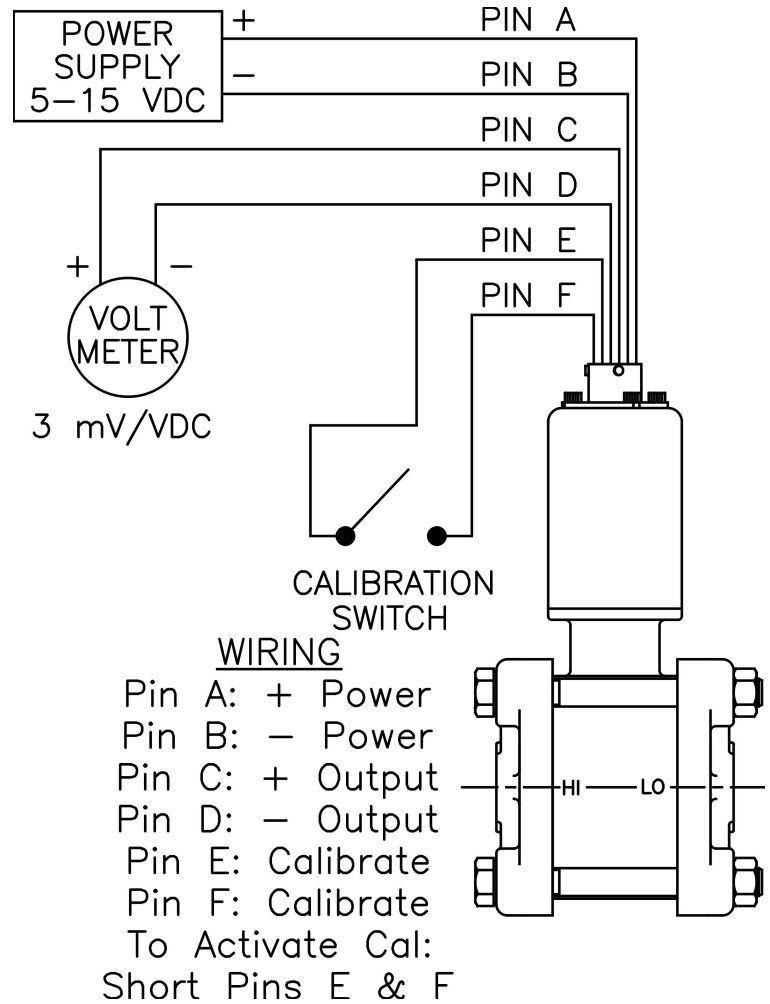 POWER
SUPPLY
5-15 VDC
+
-
PIN A
PIN B
PIN C
PIN D
PIN E
PIN F
+
-
VOLT
METER
3 mV/VDC
CALIBRATION
SWITCH
HI
LO
WIRING
Pin A: + Power
Pin B: - Power
Pin C: + Output
Pin D: - Output
Pin E: Calibrate
Pin F: Calibrate
To Activate Cal:
Short Pins E & F